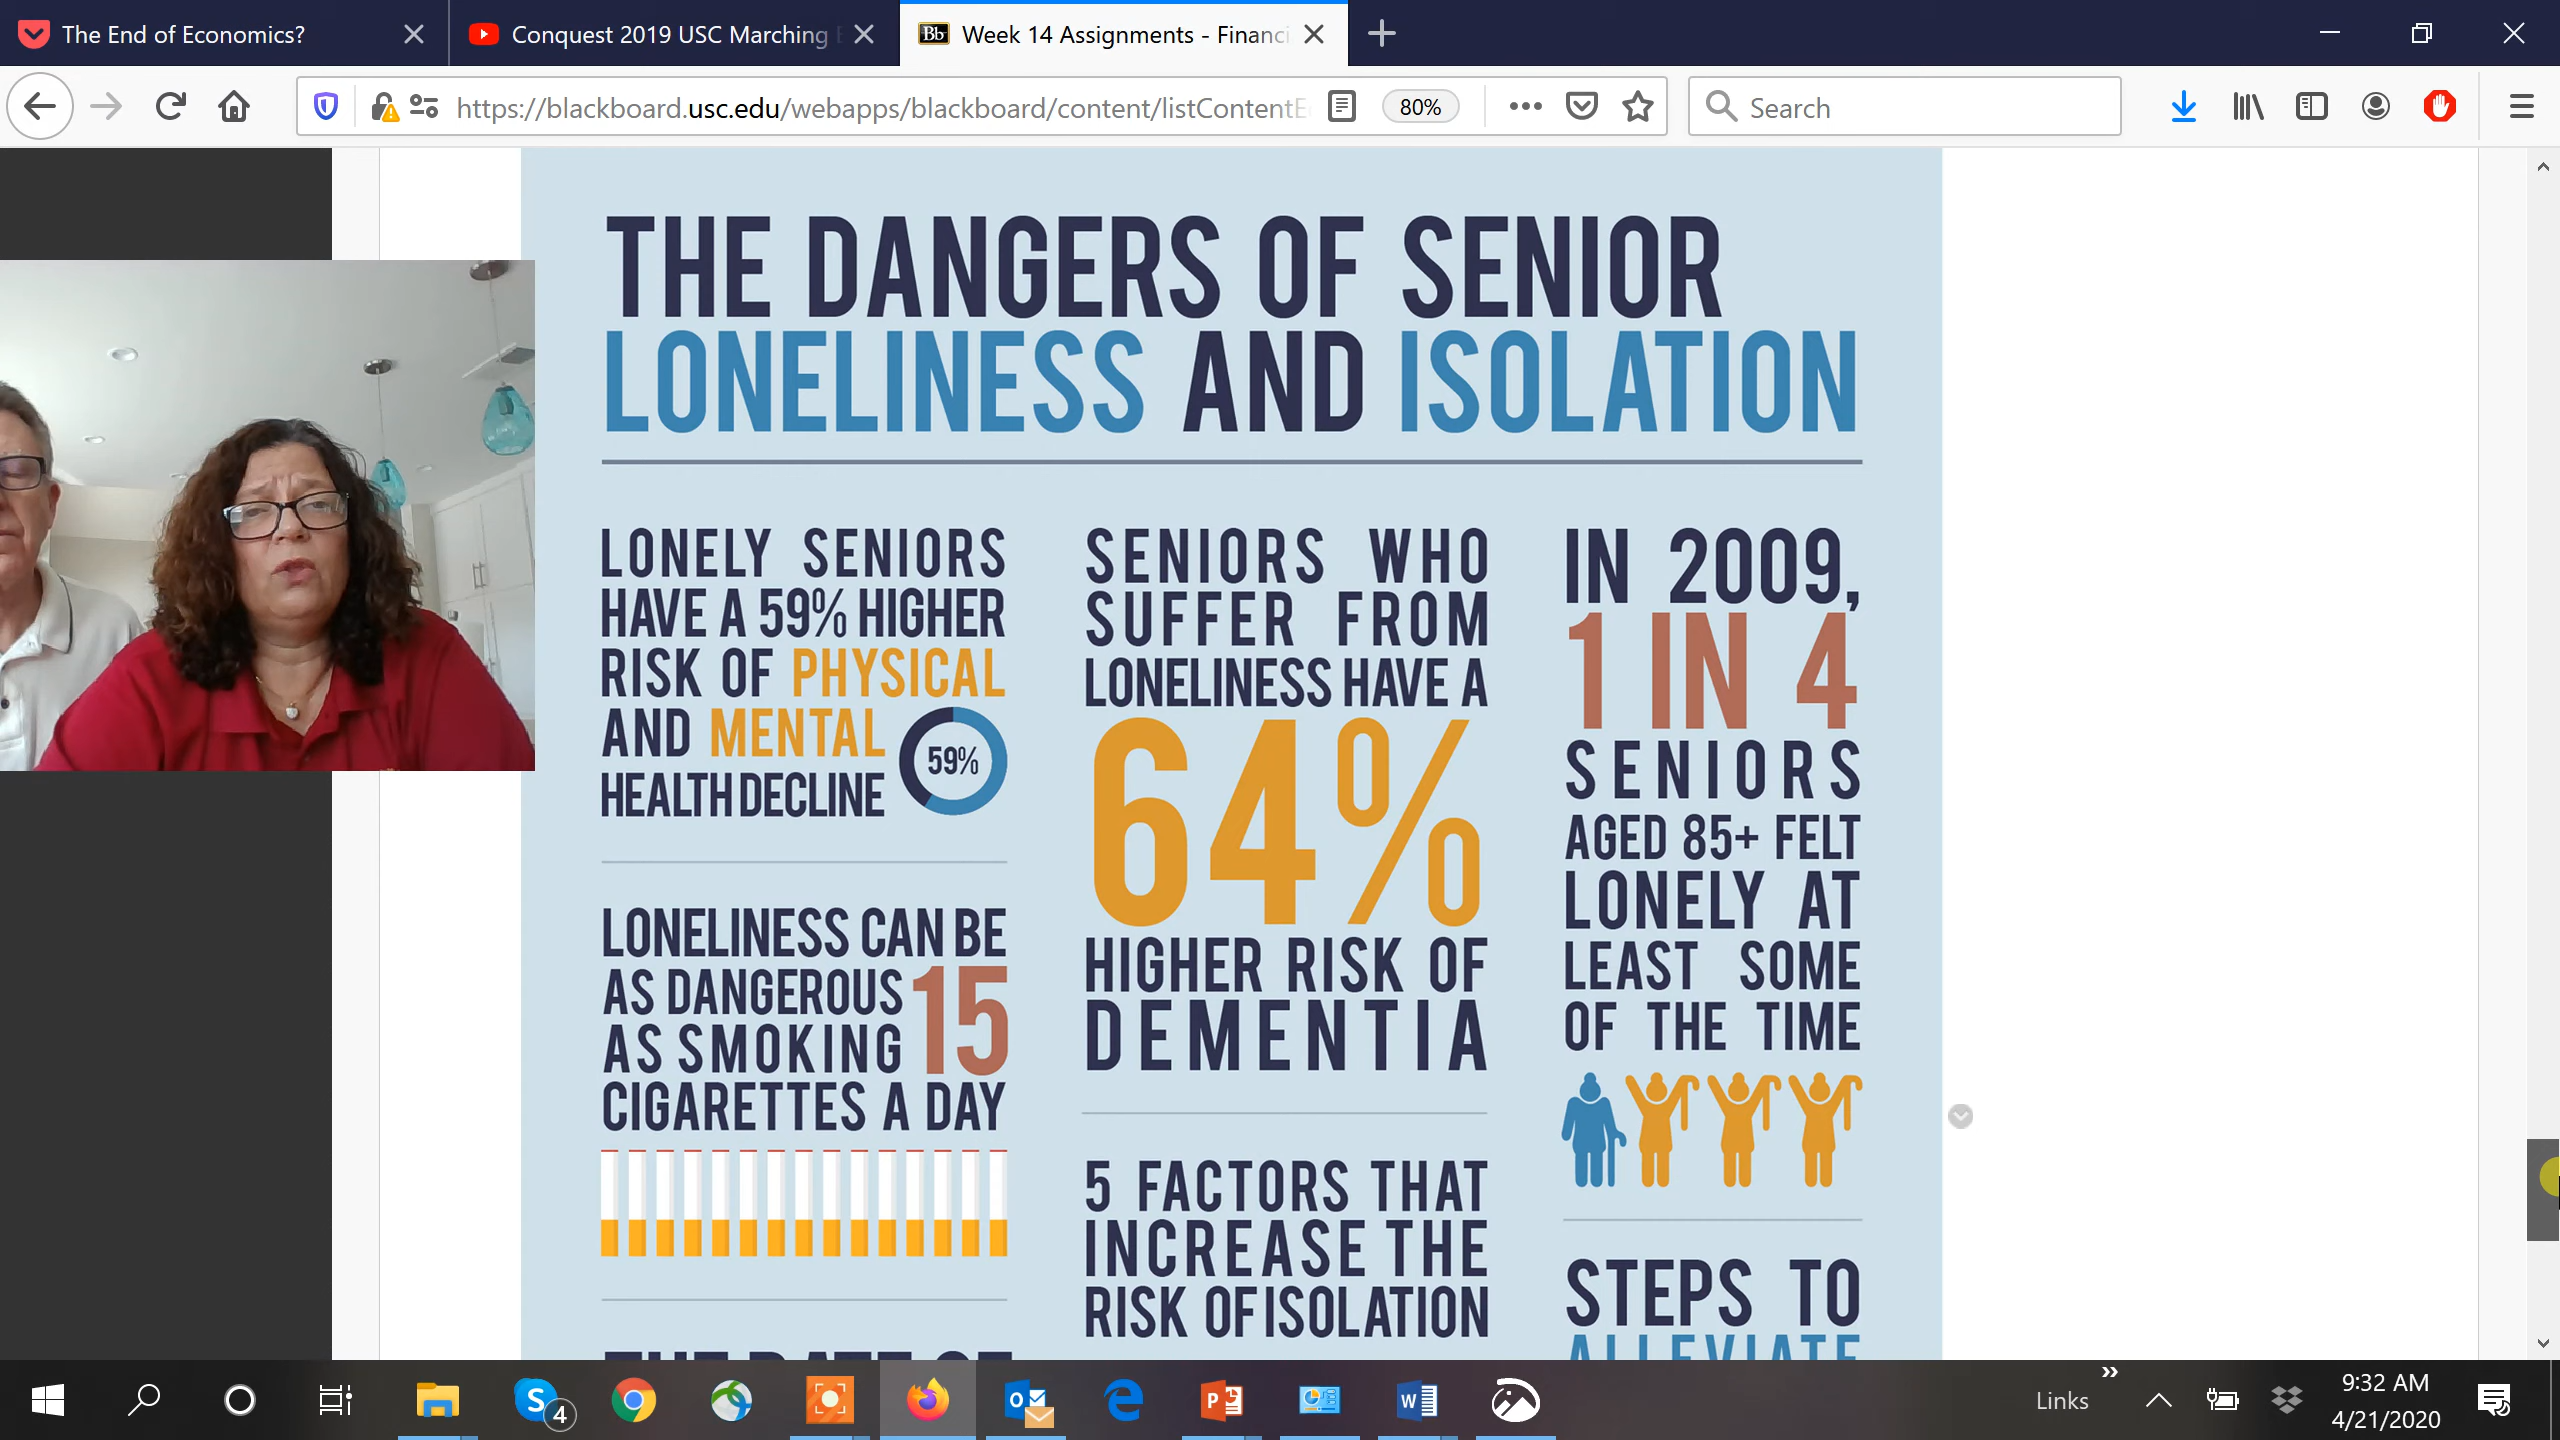 The End of Economics?
Conquest 2019 USC Marching
Bb
Week 14 Assignments - Financi
https://blackboard.usc.edu/webapps/blackboard/content/listContentE
80%
Search
THE DANGERS OF SENIOR
LONELINESS AND ISOLATION
LONELY SENIORS
HAVE A 59% HIGHER
RISK OF PHYSICAL
AND MENTAL
HEALTH DECLINE
59%
LONELINESS CAN BE
AS DANGEROUS
AS SMOKING 15
CIGARETTES A DAY
SENIORS WHO
SUFFER FROM
LONELINESS HAVE A
64%
HIGHER RISK OF
DEMENTIA
5 FACTORS THAT
INCREASE THE
RISK OF ISOLATION
IN 2009,
1 IN 4
SENIORS
AGED 85+ FELT
LONELY AT
LEAST SOME
OF THE TIME
STEPS TO
ALLEVIATE
S
4
O
P
W
Links
9:32 AM
4/21/2020